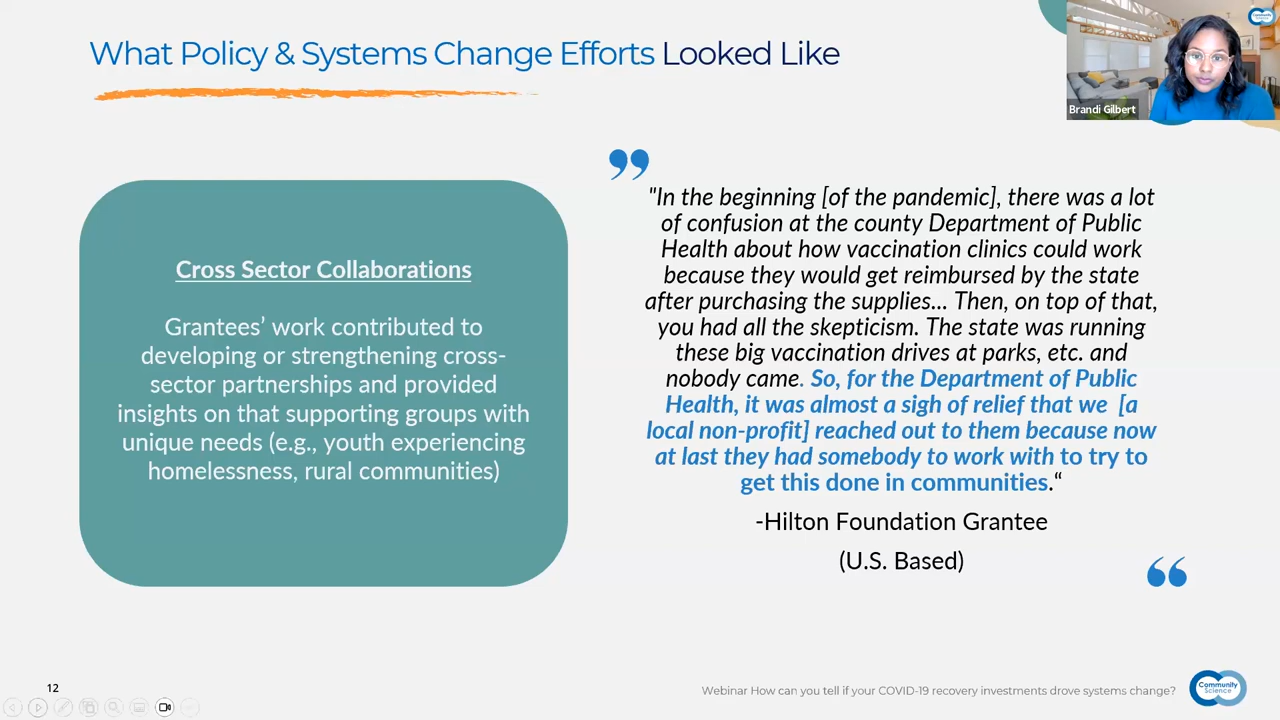 What Policy & Systems Change Efforts Looked Like
Community
Science
Brandi Gilbert
Cross Sector Collaborations
Grantees’ work contributed to
developing or strengthening cross-
sector partnerships and provided
insights on that supporting groups with
unique needs (e.g., youth experiencing
homelessness, rural communities)
"In the beginning [of the pandemic], there was a lot
of confusion at the county Department of Public
Health about how vaccination clinics could work
because they would get reimbursed by the state
after purchasing the supplies... Then, on top of that,
you had all the skepticism. The state was running
these big vaccination drives at parks, etc. and
nobody came. So, for the Department of Public
Health, it was almost a sigh of relief that we  [a
local non-profit] reached out to them because now
at last they had somebody to work with to try to
get this done in communities.“
-Hilton Foundation Grantee
(U.S. Based)
12
Webinar How can you tell if your COVID-19 recovery investments drove systems change?
Community
Science